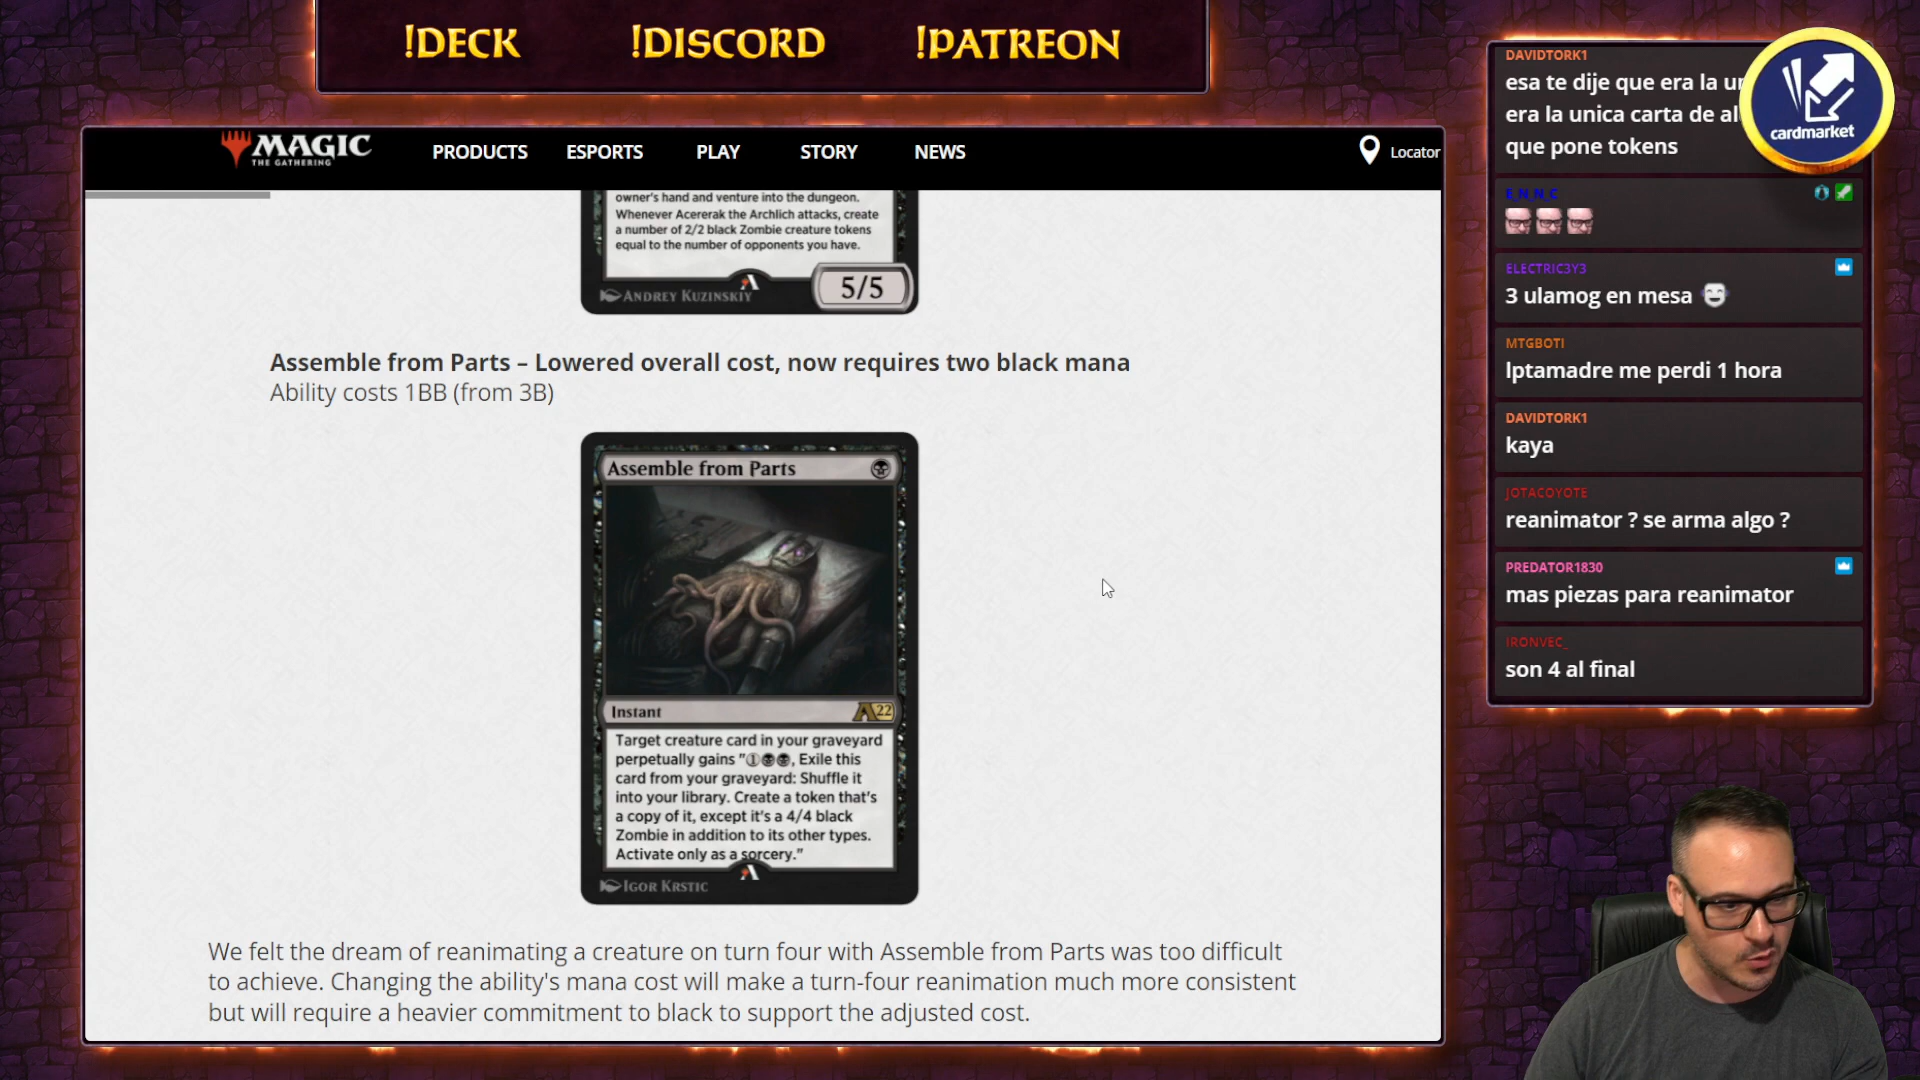 !DECK !DISCORD !PATREON
MAGIC
THE GATHERING
PRODUCTS ESPORTS PLAY STORY NEWS
Locator
owner's hand and venture into the dungeon.
Whenever Acererak the Archlich attacks, create
a number of 2/2 black Zombie creature tokens
equal to the number of opponents you have.
5/5
ANDREY KUZINSKIY
Assemble from Parts – Lowered overall cost, now requires two black mana
Ability costs 1BB (from 3B)
Assemble from Parts
Instant
A22
Target creature card in your graveyard
perpetually gains "1, Exile this
card from your graveyard: Shuffle it
into your library. Create a token that's
a copy of it, except it's a 4/4 black
Zombie in addition to its other types.
Activate only as a sorcery."
IGOR KRSTIC
We felt the dream of reanimating a creature on turn four with Assemble from Parts was too difficult
to achieve. Changing the ability's mana cost will make a turn-four reanimation much more consistent
but will require a heavier commitment to black to support the adjusted cost.
DAVIDTORK1
esa te dije que era la
era la unica carta de
que pone tokens
cardmarket
E_N_N_C
ELECTRIC3Y3
3 ulamog en mesa
MTGBOTI
lptamadre me perdi 1 hora
DAVIDTORK1
kaya
JOTACOYOTE
reanimator ? se arma algo ?
PREDATOR1830
mas piezas para reanimator
IRONVEC_
son 4 al final